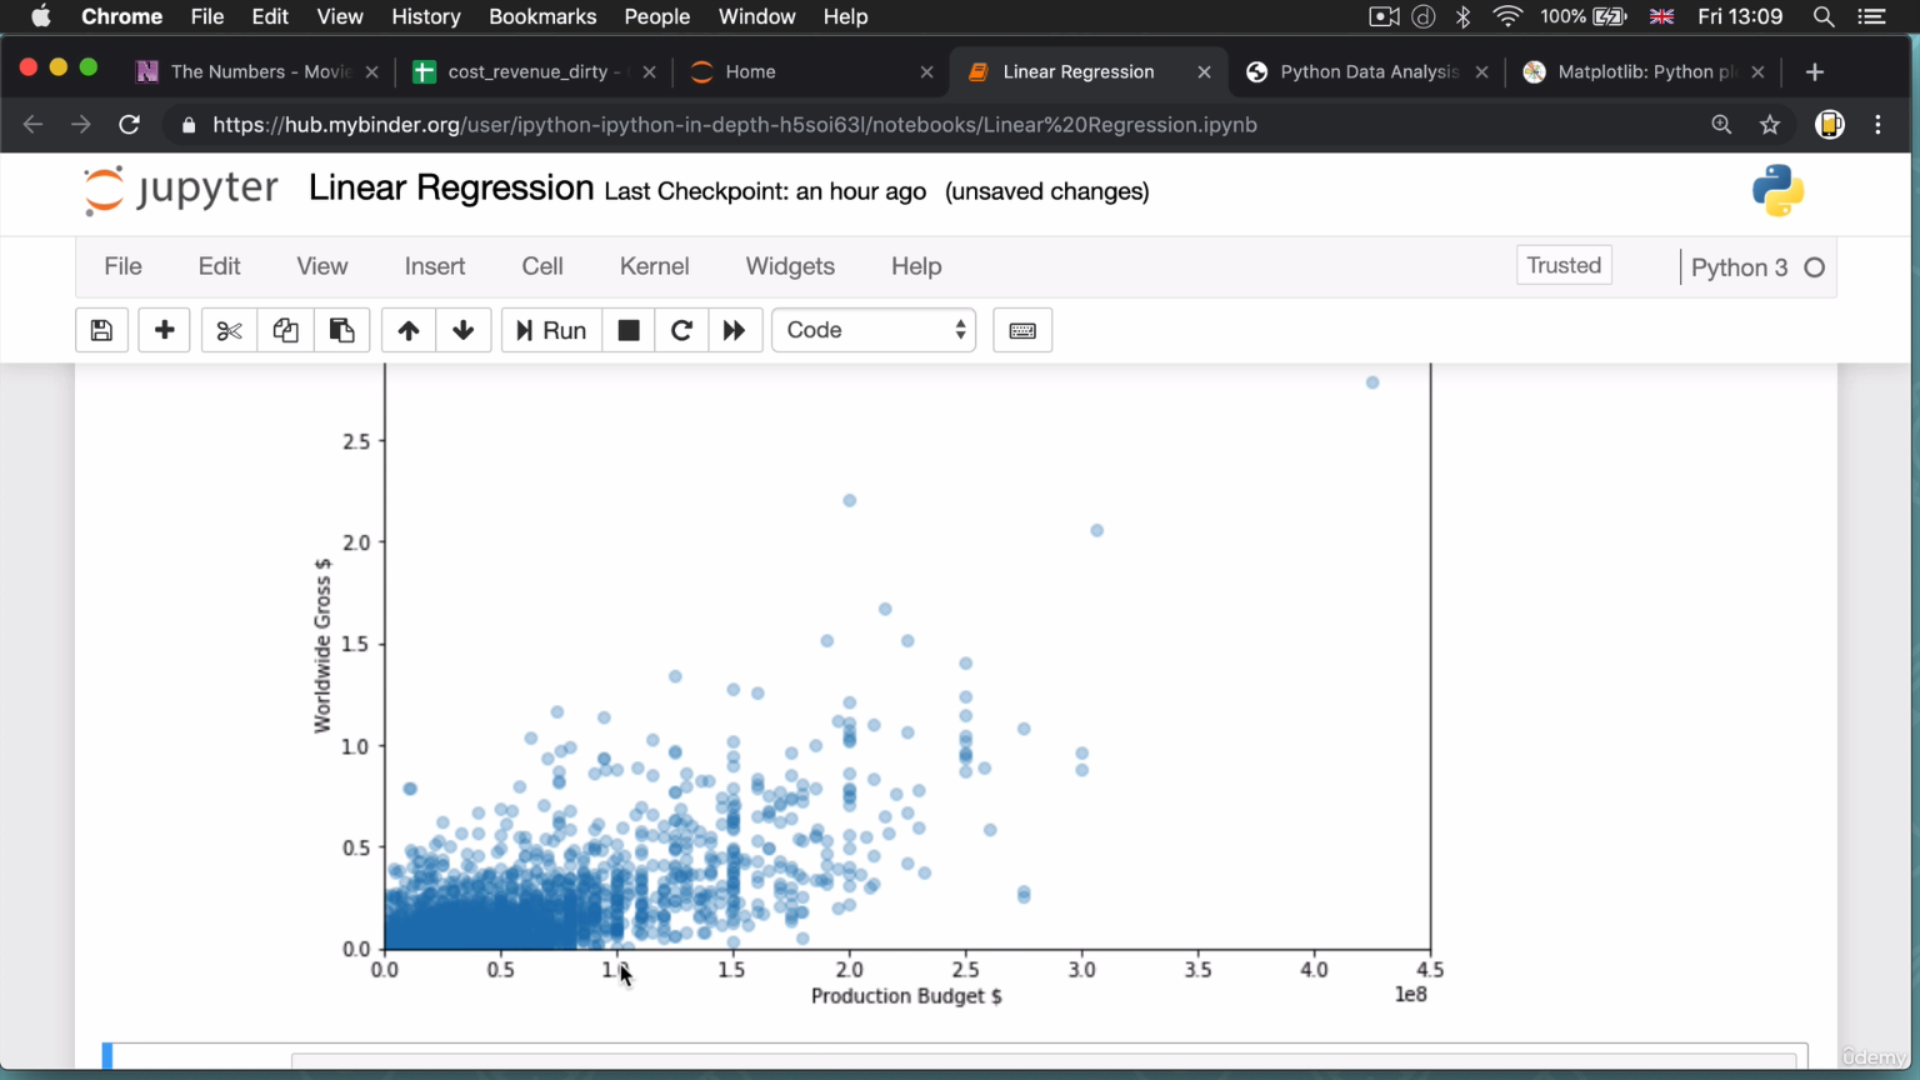 Chrome File Edit View History Bookmarks People Window Help 100% Fri 13:09
The Numbers - Movie cost_revenue_dirty - Home Linear Regression Python Data Analysis Matplotlib: Python pl
https://hub.mybinder.org/user/ipython-ipython-in-depth-h5soi63l/notebooks/Linear%20Regression.ipynb
jupyter Linear Regression Last Checkpoint: an hour ago (unsaved changes)
File Edit View Insert Cell Kernel Widgets Help Trusted Python 3
Run Code
2.5
2.0
1.5
1.0
0.5
0.0
Worldwide Gross $
0.0 0.5 1.0 1.5 2.0 2.5 3.0 3.5 4.0 4.5
Production Budget $ 1e8
ûdemy